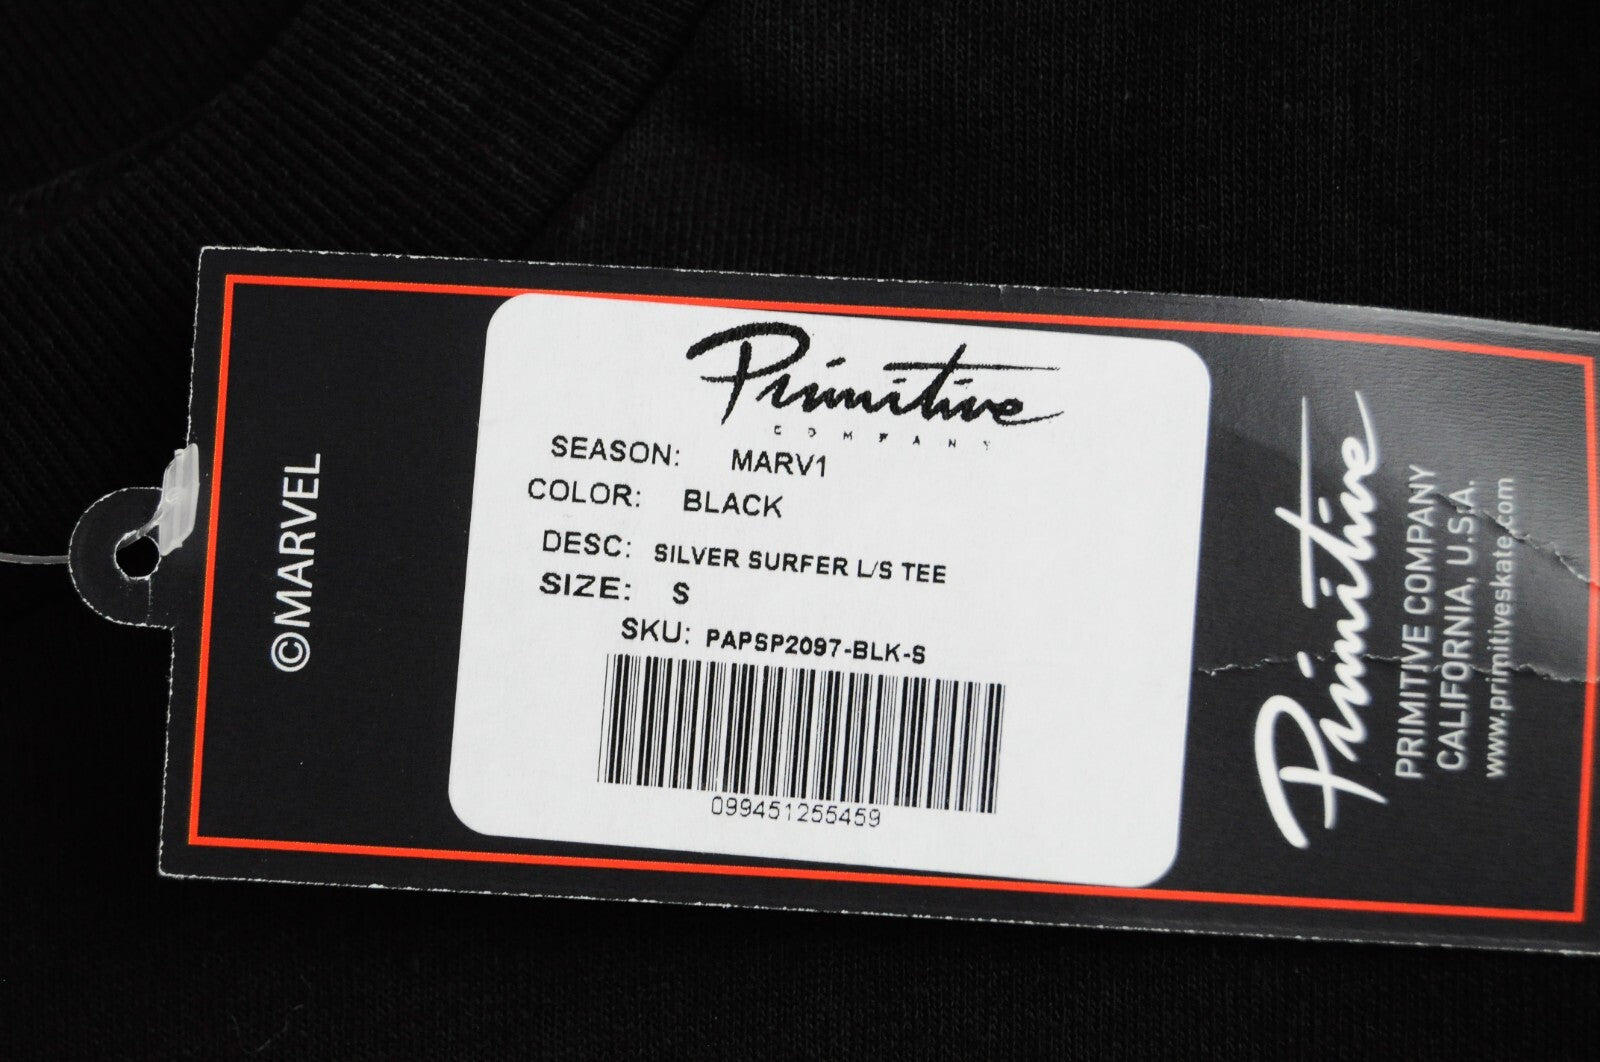 ©MARVEL
Primitive
COMPANY
SEASON: MARV1
COLOR: BLACK
DESC: SILVER SURFER L/S TEE
SIZE: S
SKU: PAPSP2097-BLK-S
099451255459
Primitive
PRIMITIVE COMPANY
CALIFORNIA, U.S.A.
www.primitiveskate.com